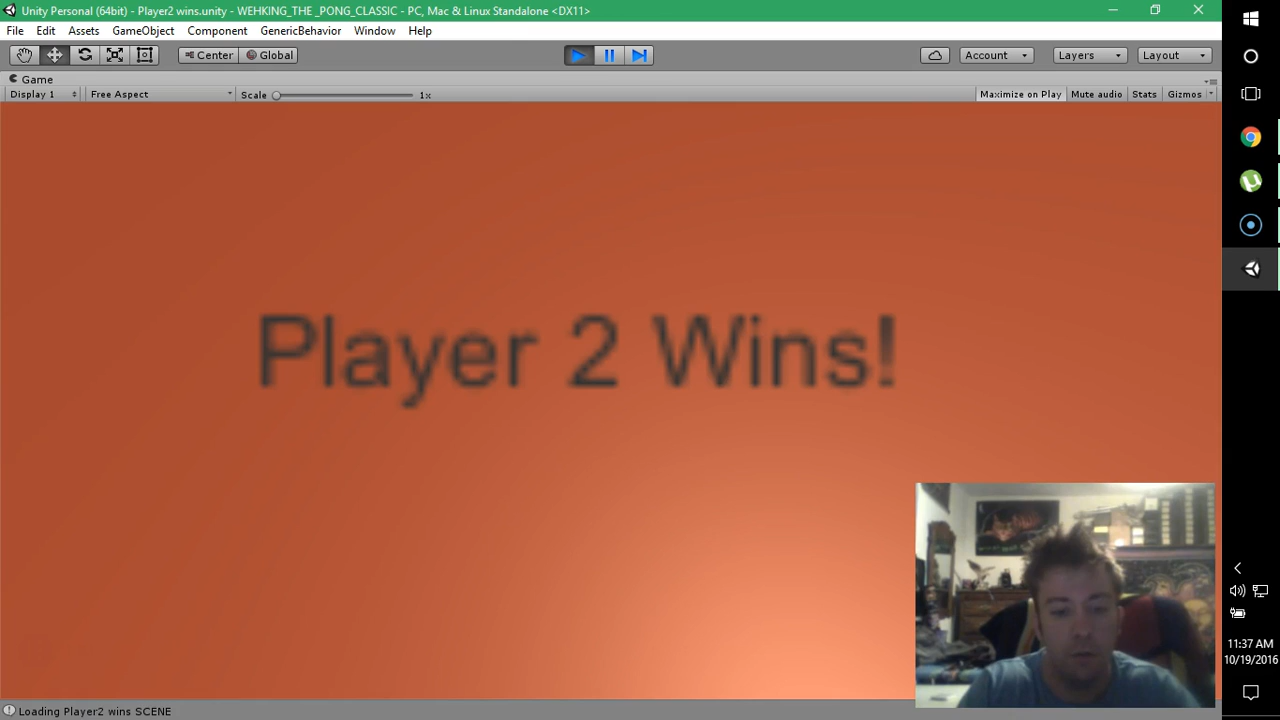 Unity Personal (64bit) - Player2 wins.unity - WEHKING_THE _PONG_CLASSIC - PC, Mac & Linux Standalone <DX11>
File Edit Assets GameObject Component GenericBehavior Window Help
Center Global Account Layers Layout
Game
Display 1 Free Aspect Scale 1x Maximize on Play Mute audio Stats Gizmos
Player 2 Wins!
11:37 AM
10/19/2016
Loading Player2 wins SCENE